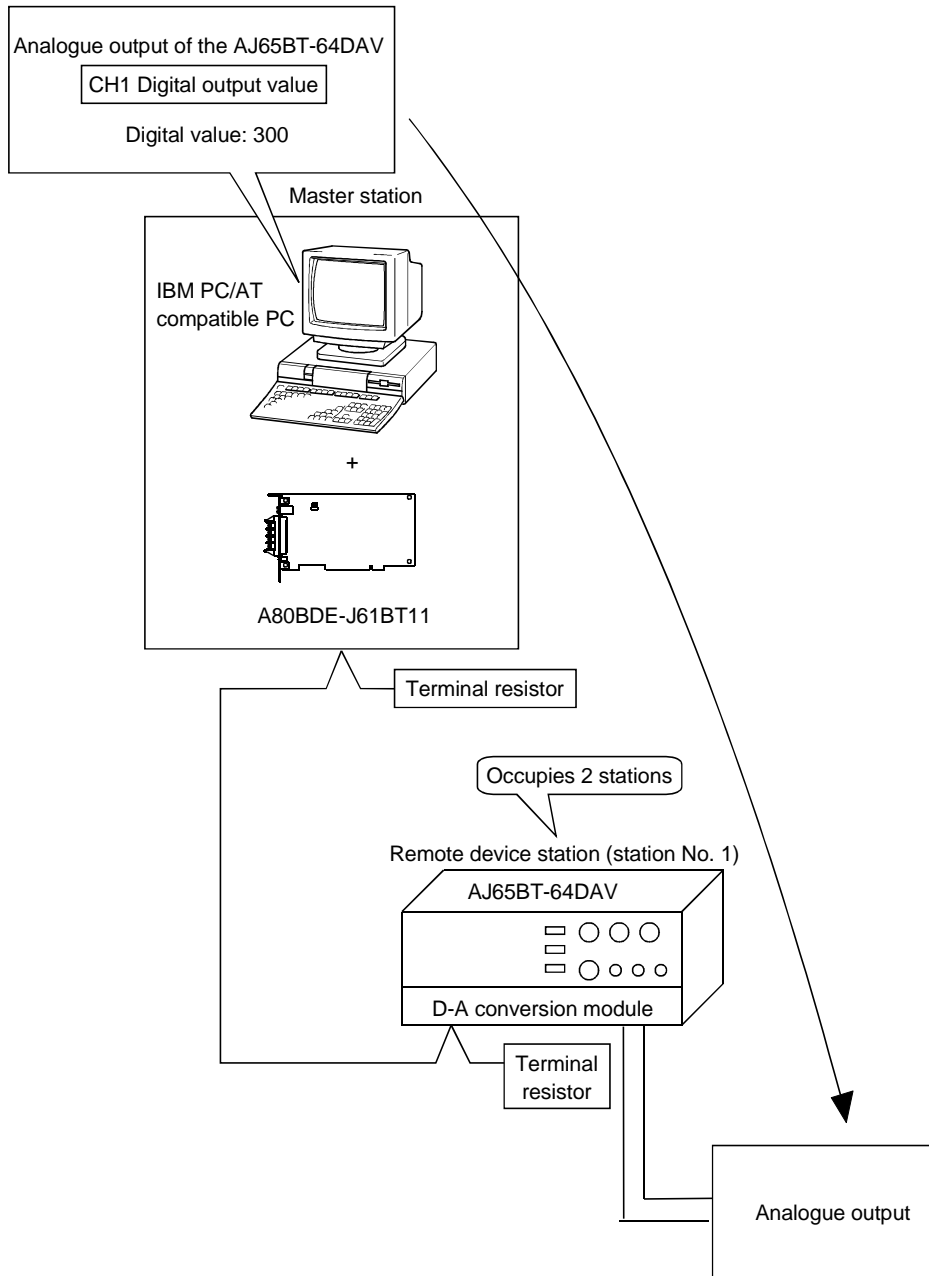 Analogue output of the AJ65BT-64DAV
CH1 Digital output value
Digital value: 300
Master station
IBM PC/AT
compatible PC
+
A80BDE-J61BT11
Terminal resistor
Occupies 2 stations
Remote device station (station No. 1)
AJ65BT-64DAV
D-A conversion module
Terminal
resistor
Analogue output